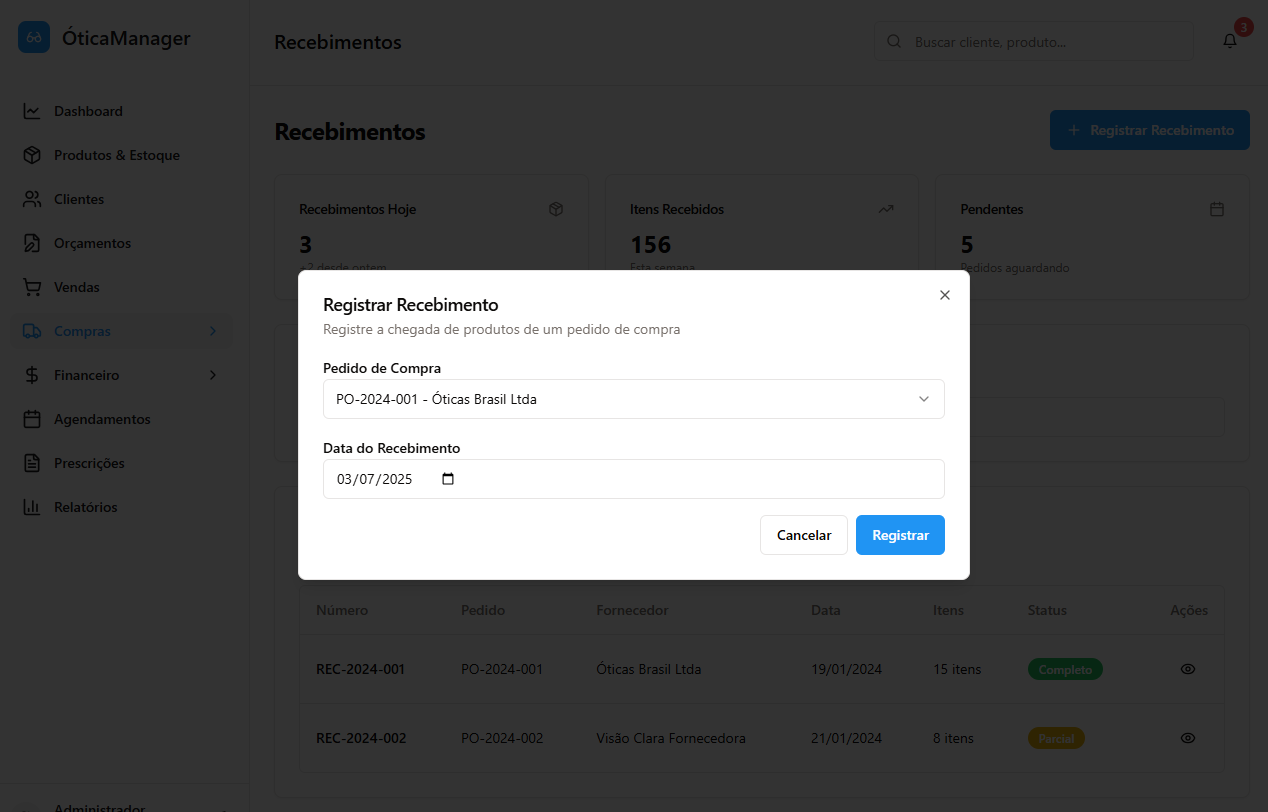 ÓticaManager
Recebimentos
Buscar cliente, produto...
3
Dashboard
Produtos & Estoque
Clientes
Orçamentos
Vendas
Compras
Financeiro
Agendamentos
Prescrições
Relatórios
Administrador
Recebimentos
Registrar Recebimento
Recebimentos Hoje
3
+2 desde ontem
Itens Recebidos
156
Esta semana
Pendentes
5
Pedidos aguardando
Registrar Recebimento
Registre a chegada de produtos de um pedido de compra
Pedido de Compra
PO-2024-001 - Óticas Brasil Ltda
Data do Recebimento
03/07/2025
Cancelar Registrar
Número Pedido Fornecedor Data Itens Status Ações
REC-2024-001 PO-2024-001 Óticas Brasil Ltda 19/01/2024 15 itens Completo
REC-2024-002 PO-2024-002 Visão Clara Fornecedora 21/01/2024 8 itens Parcial